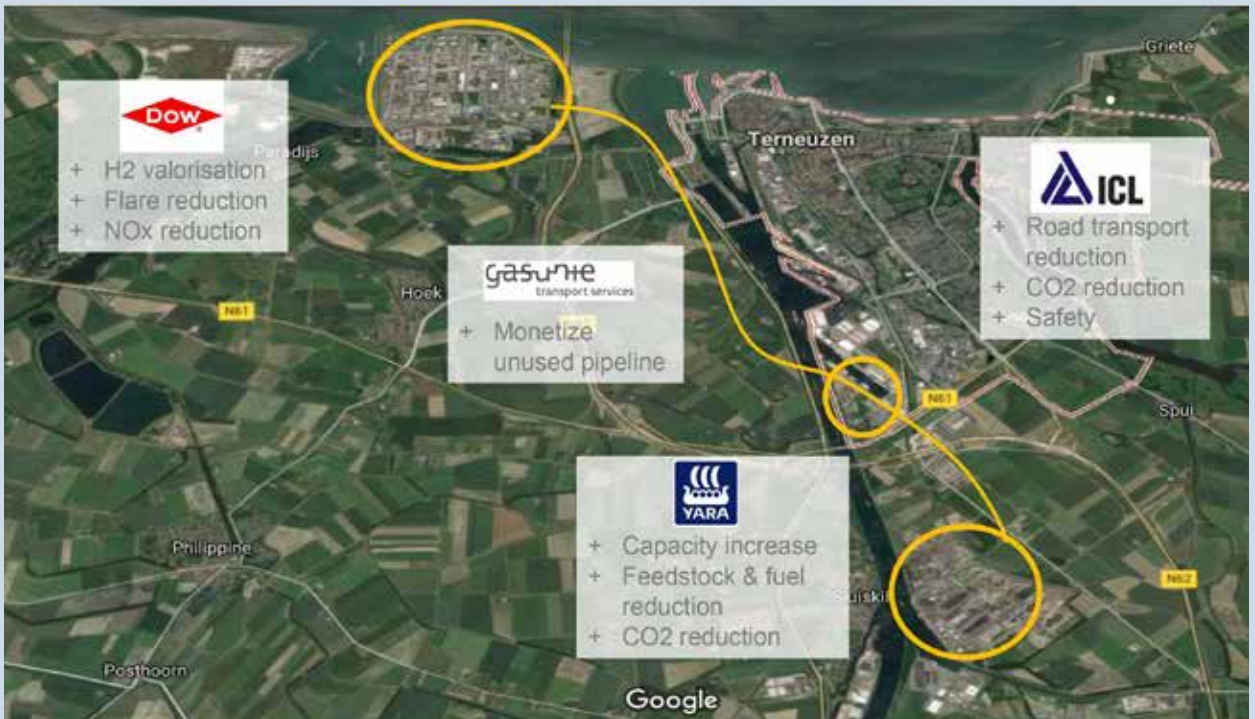 Griete
Terneuzen
DOW
Paradijs
+ H2 valorisation
+ Flare reduction
+ NOx reduction
ICL
+ Road transport
reduction
+ CO2 reduction
+ Safety
gasunie
transport services
+ Monetize
unused pipeline
Hoek
N61
N61
Spui
YARA
+ Capacity increase
+ Feedstock & fuel
reduction
+ CO2 reduction
Philippine
N62
Posthoorn
Google